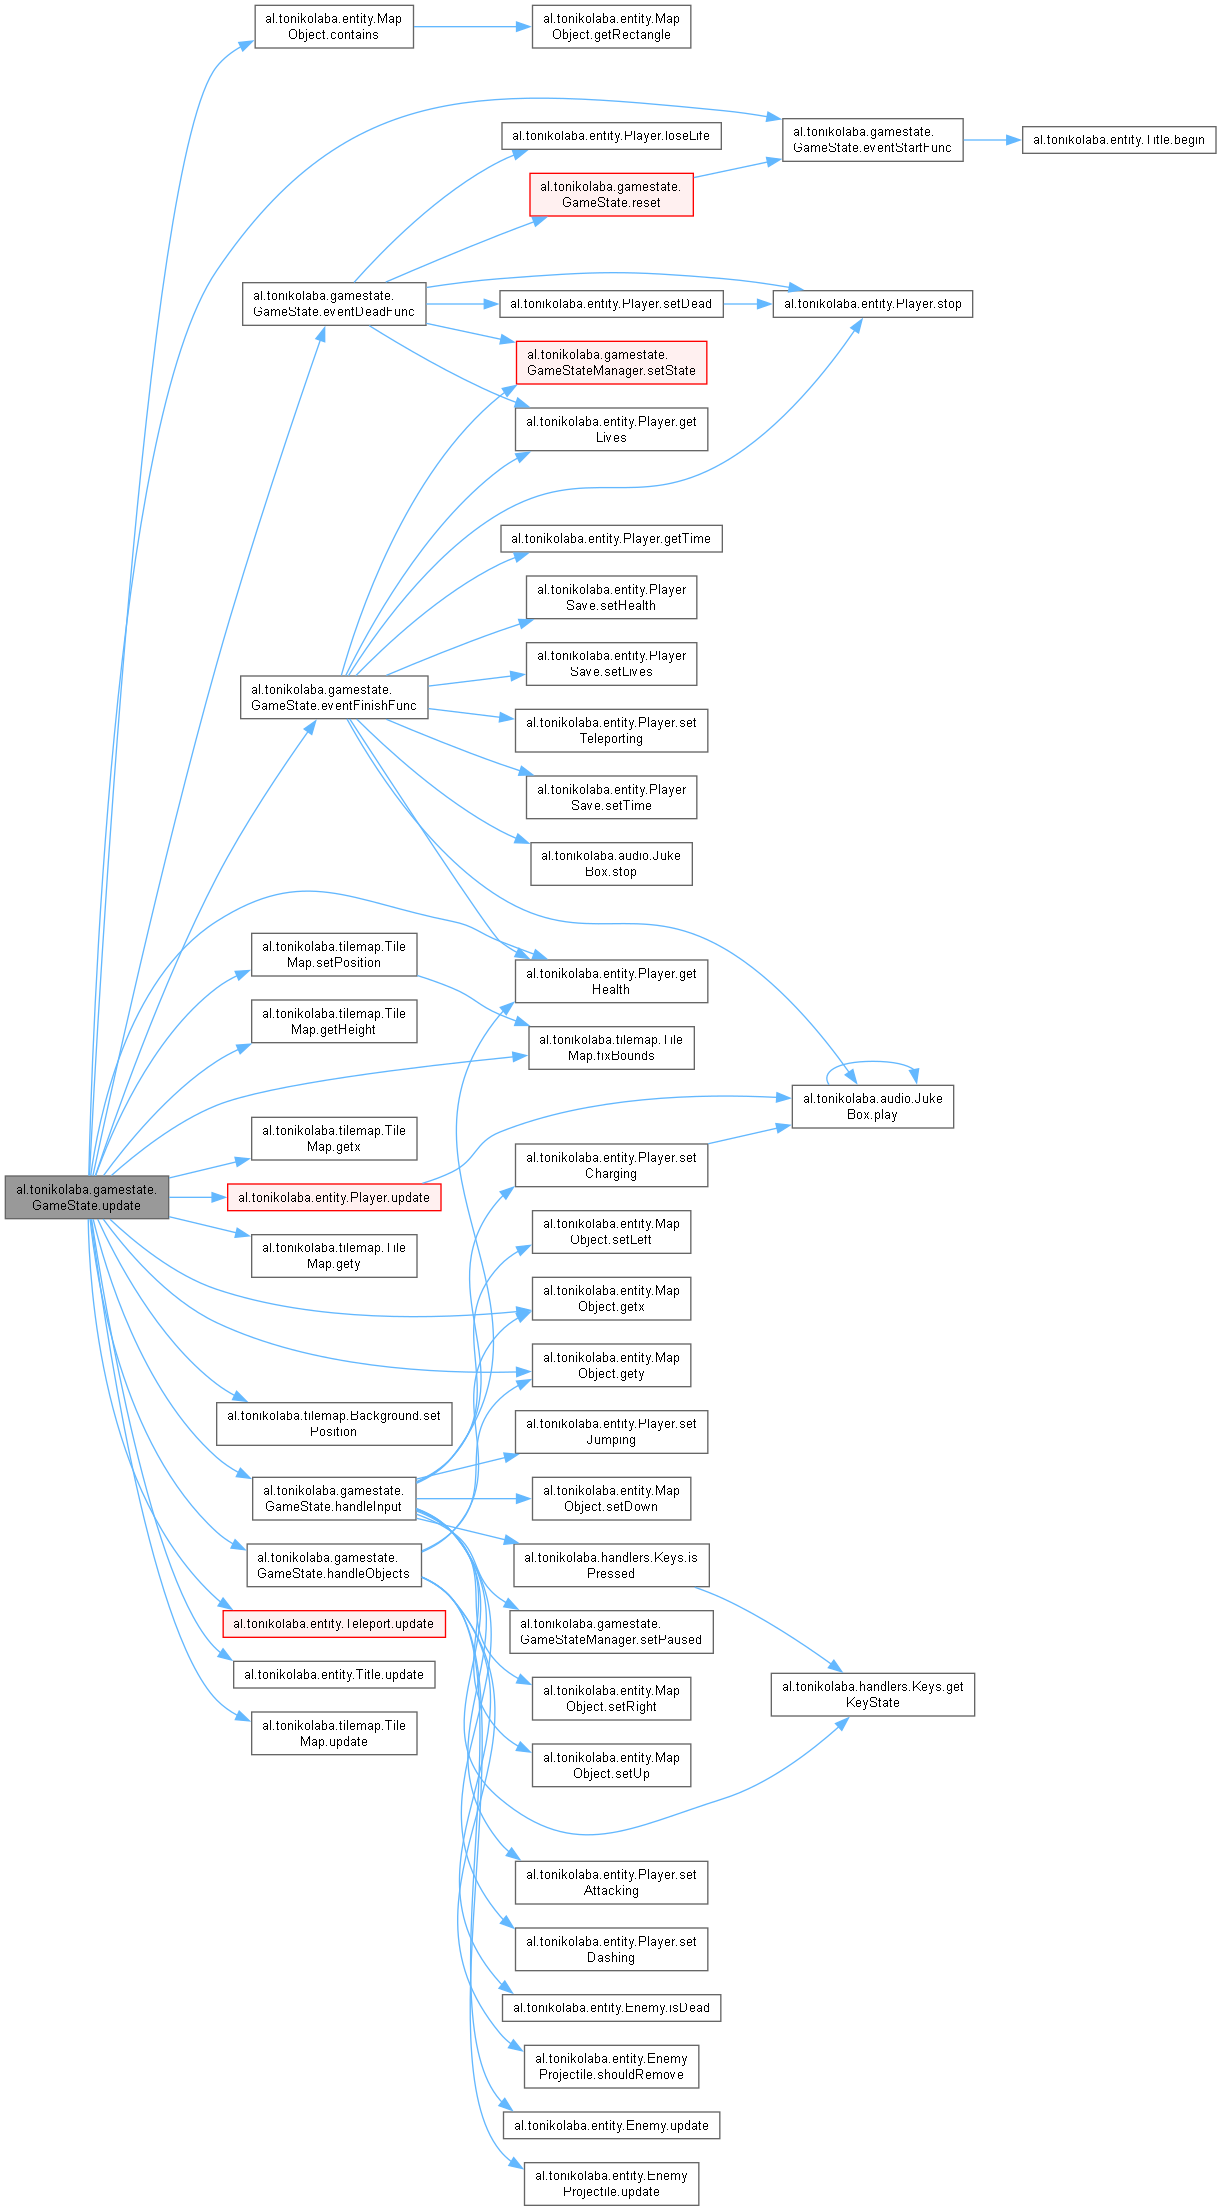 al.tonikolaba.entity.Map
Object.contains
al.tonikolaba.entity.Map
Object.getRectangle
al.tonikolaba.entity.Player.loseLife
al.tonikolaba.gamestate.
GameState.eventStartFunc
al.tonikolaba.entity.Title.begin
al.tonikolaba.gamestate.
GameState.reset
al.tonikolaba.gamestate.
GameState.eventDeadFunc
al.tonikolaba.entity.Player.setDead
al.tonikolaba.entity.Player.stop
al.tonikolaba.gamestate.
GameStateManager.setState
al.tonikolaba.entity.Player.get
Lives
al.tonikolaba.entity.Player.getTime
al.tonikolaba.entity.Player
Save.setHealth
al.tonikolaba.entity.Player
Save.setLives
al.tonikolaba.gamestate.
GameState.eventFinishFunc
al.tonikolaba.entity.Player.set
Teleporting
al.tonikolaba.entity.Player
Save.setTime
al.tonikolaba.audio.Juke
Box.stop
al.tonikolaba.tilemap.Tile
Map.setPosition
al.tonikolaba.entity.Player.get
Health
al.tonikolaba.tilemap.Tile
Map.getHeight
al.tonikolaba.tilemap.Tile
Map.fixBounds
al.tonikolaba.audio.Juke
Box.play
al.tonikolaba.tilemap.Tile
Map.getx
al.tonikolaba.entity.Player.set
Charging
al.tonikolaba.gamestate.
GameState.update
al.tonikolaba.entity.Player.update
al.tonikolaba.entity.Map
Object.setLeft
al.tonikolaba.tilemap.Tile
Map.gety
al.tonikolaba.entity.Map
Object.getx
al.tonikolaba.entity.Map
Object.gety
al.tonikolaba.tilemap.Background.set
Position
al.tonikolaba.entity.Player.set
Jumping
al.tonikolaba.gamestate.
GameState.handleInput
al.tonikolaba.entity.Map
Object.setDown
al.tonikolaba.gamestate.
GameState.handleObjects
al.tonikolaba.handlers.Keys.is
Pressed
al.tonikolaba.entity.Teleport.update
al.tonikolaba.gamestate.
GameStateManager.setPaused
al.tonikolaba.entity.Title.update
al.tonikolaba.entity.Map
Object.setRight
al.tonikolaba.handlers.Keys.get
KeyState
al.tonikolaba.tilemap.Tile
Map.update
al.tonikolaba.entity.Map
Object.setUp
al.tonikolaba.entity.Player.set
Attacking
al.tonikolaba.entity.Player.set
Dashing
al.tonikolaba.entity.Enemy.isDead
al.tonikolaba.entity.Enemy
Projectile.shouldRemove
al.tonikolaba.entity.Enemy.update
al.tonikolaba.entity.Enemy
Projectile.update